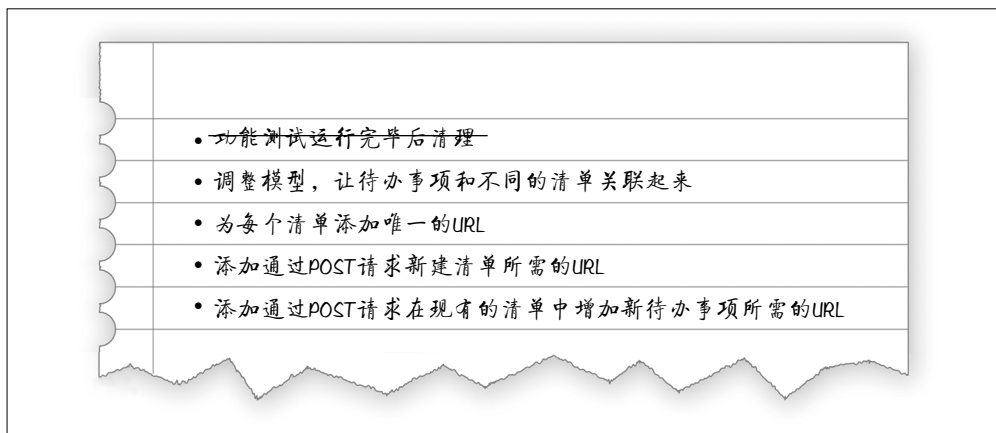 • 功能测试运行完毕后清理
• 调整模型，让待办事项和不同的清单关联起来
• 为每个清单添加唯一的URL
• 添加通过POST请求新建清单所需的URL
• 添加通过POST请求在现有的清单中增加新待办事项所需的URL